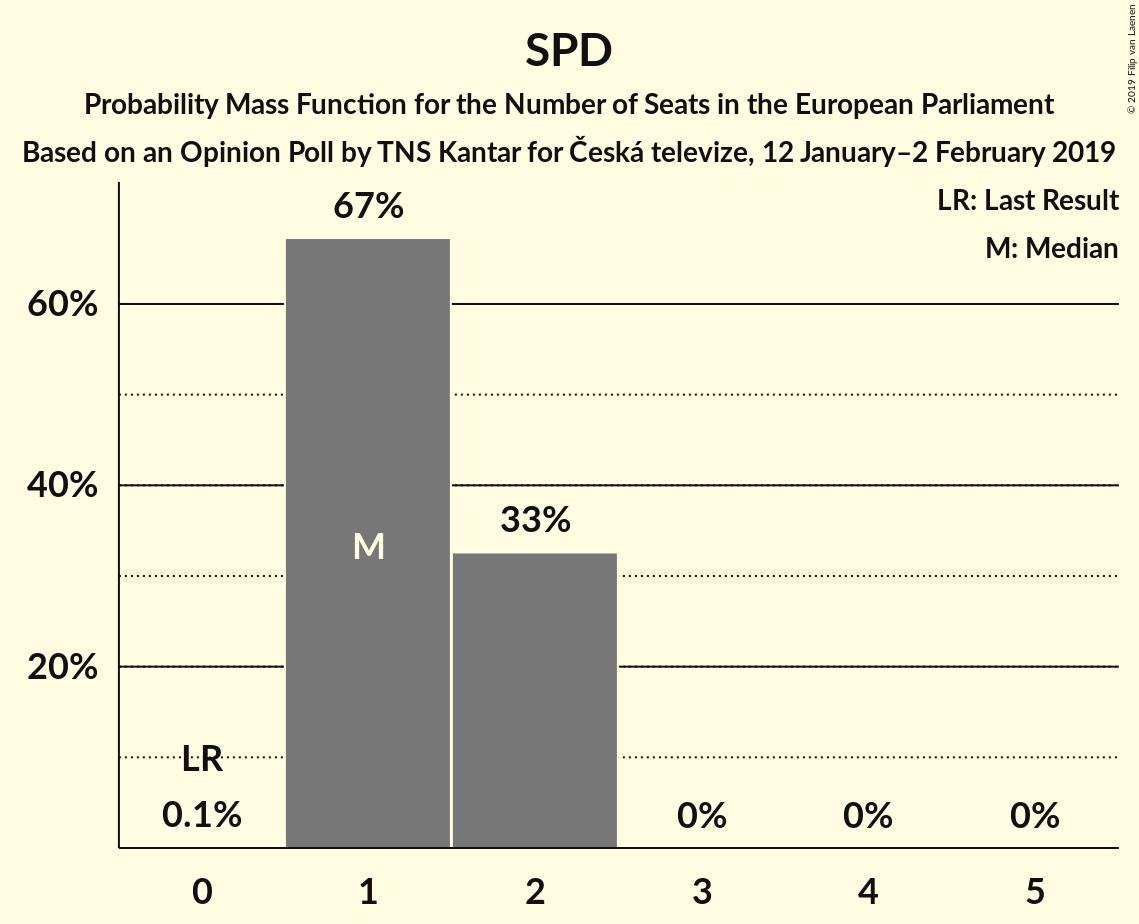 SPD
Probability Mass Function for the Number of Seats in the European Parliament
Based on an Opinion Poll by TNS Kantar for Česká televize, 12 January–2 February 2019
© 2019 Filip van Laenen
LR: Last Result
M: Median
67%
60%
40%
33%
M
20%
LR
0.1%
0%
0%
0%
0
1
2
3
4
5